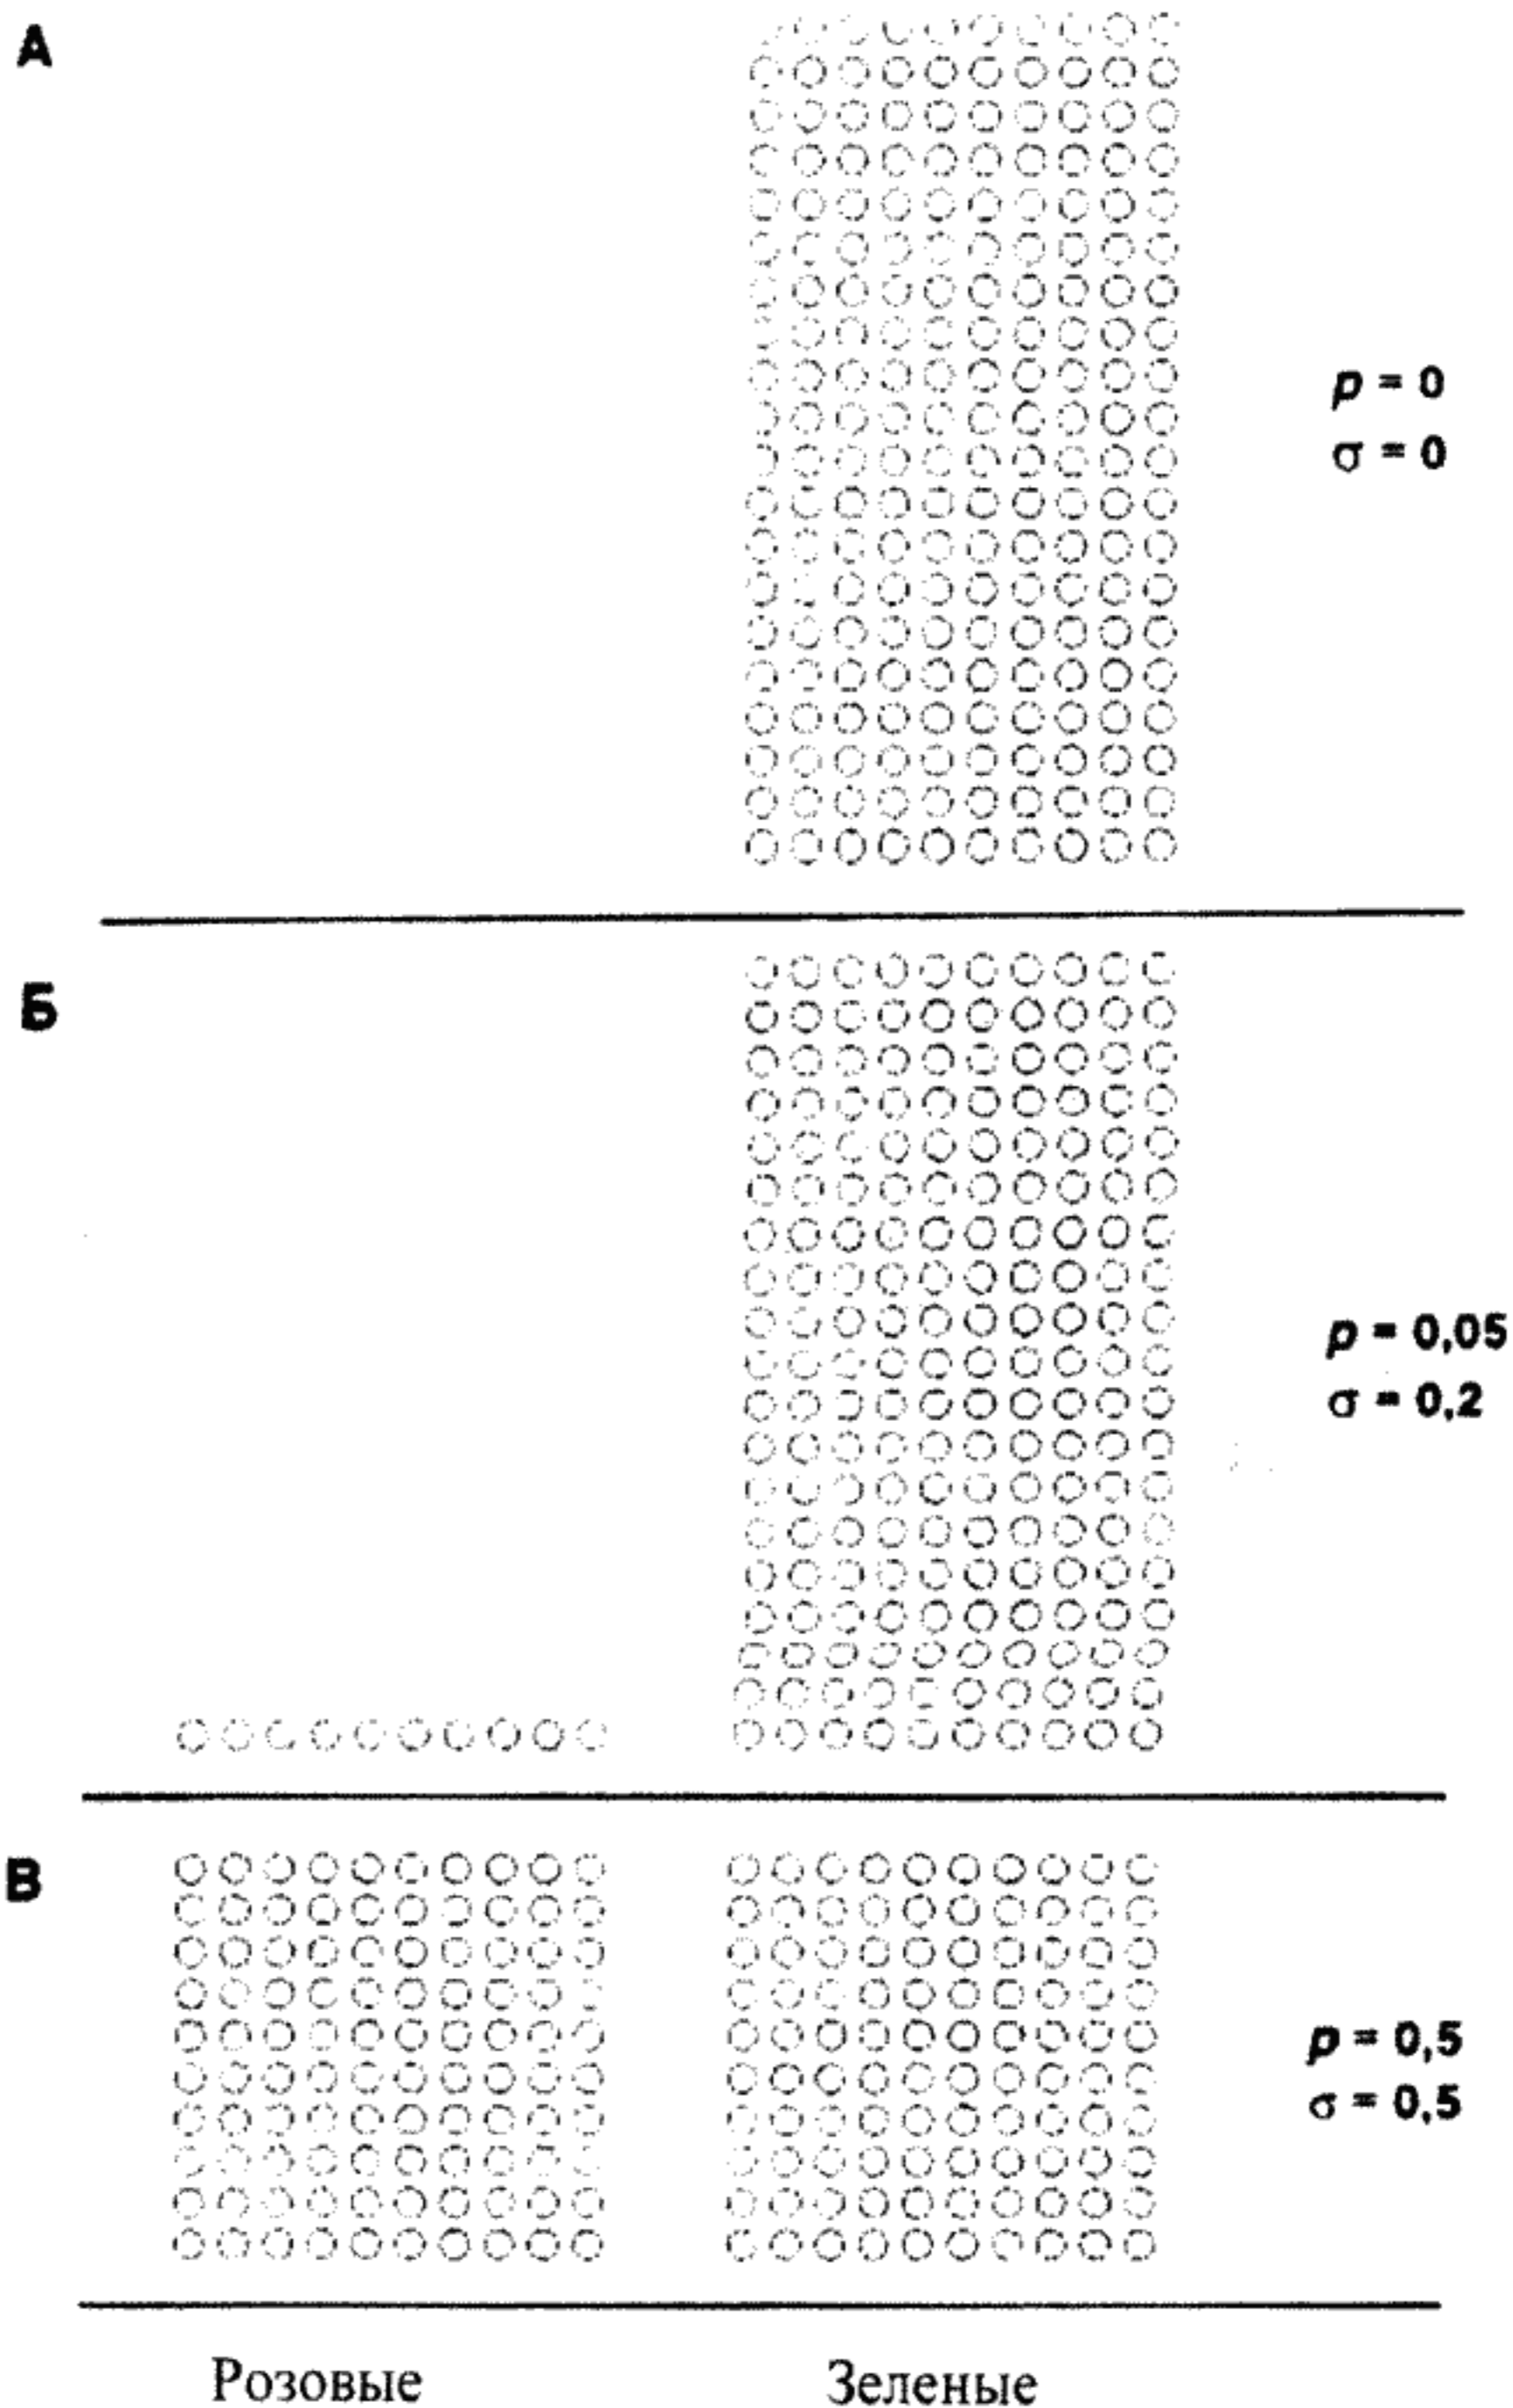 А
p = 0
σ = 0
Б
p = 0,05
σ = 0,2
В
p = 0,5
σ = 0,5
Розовые Зеленые